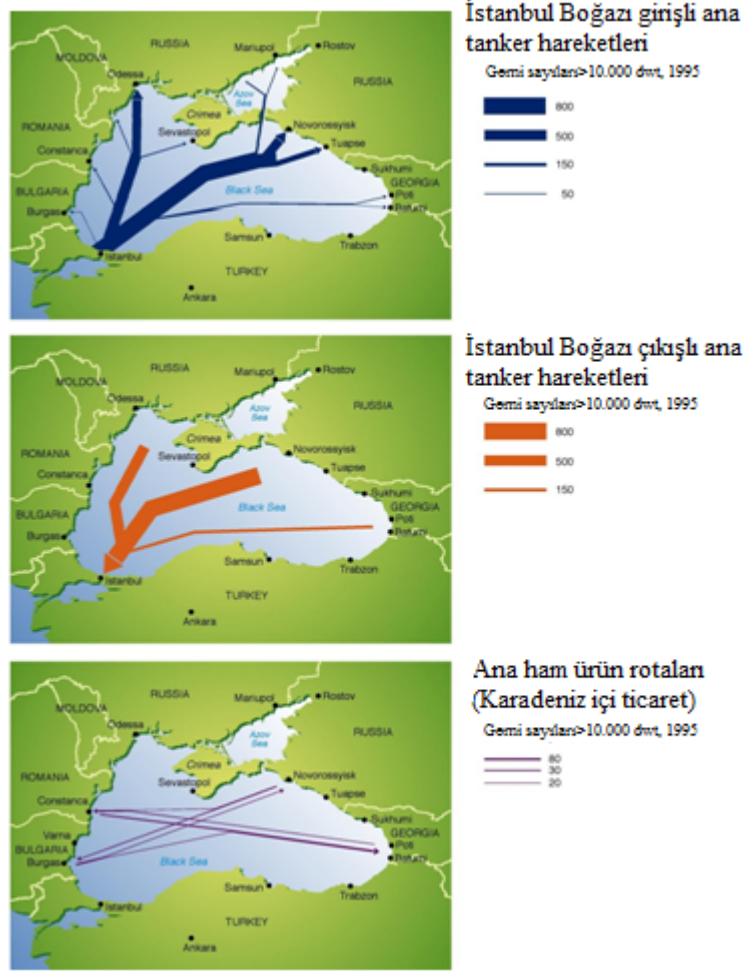 İstanbul Boğazı girişli ana
tanker hareketleri
Gemi sayıları>10.000 dwt, 1995
800
500
150
50
RUSSIA
Mariupol
Rostov
MOLDOVA
Odessa
Azov
Sea
RUSSIA
Crimea
ROMANIA
Sevastopol
Novorossyisk
Tuapse
Constanca
Sukhumi
Black Sea
GEORGIA
BULGARIA
Poti
Burgas
Batumi
Istanbul
Samsun
Trabzon
TURKEY
Ankara
İstanbul Boğazı çıkışlı ana
tanker hareketleri
Gemi sayıları>10.000 dwt, 1995
800
500
150
RUSSIA
Mariupol
Rostov
MOLDOVA
Odessa
Azov
Sea
RUSSIA
Crimea
ROMANIA
Sevastopol
Novorossyisk
Tuapse
Constanca
Sukhumi
Black Sea
GEORGIA
BULGARIA
Poti
Burgas
Batumi
Istanbul
Samsun
Trabzon
TURKEY
Ankara
Ana ham ürün rotaları
(Karadeniz içi ticaret)
Gemi sayıları>10.000 dwt, 1995
80
30
20
RUSSIA
Mariupol
Rostov
MOLDOVA
Odessa
Azov
Sea
RUSSIA
Crimea
ROMANIA
Sevastopol
Novorossyisk
Tuapse
Constanca
Sukhumi
Varna
GEORGIA
BULGARIA
Poti
Burgas
Black Sea
Batumi
Istanbul
Samsun
Trabzon
TURKEY
Ankara